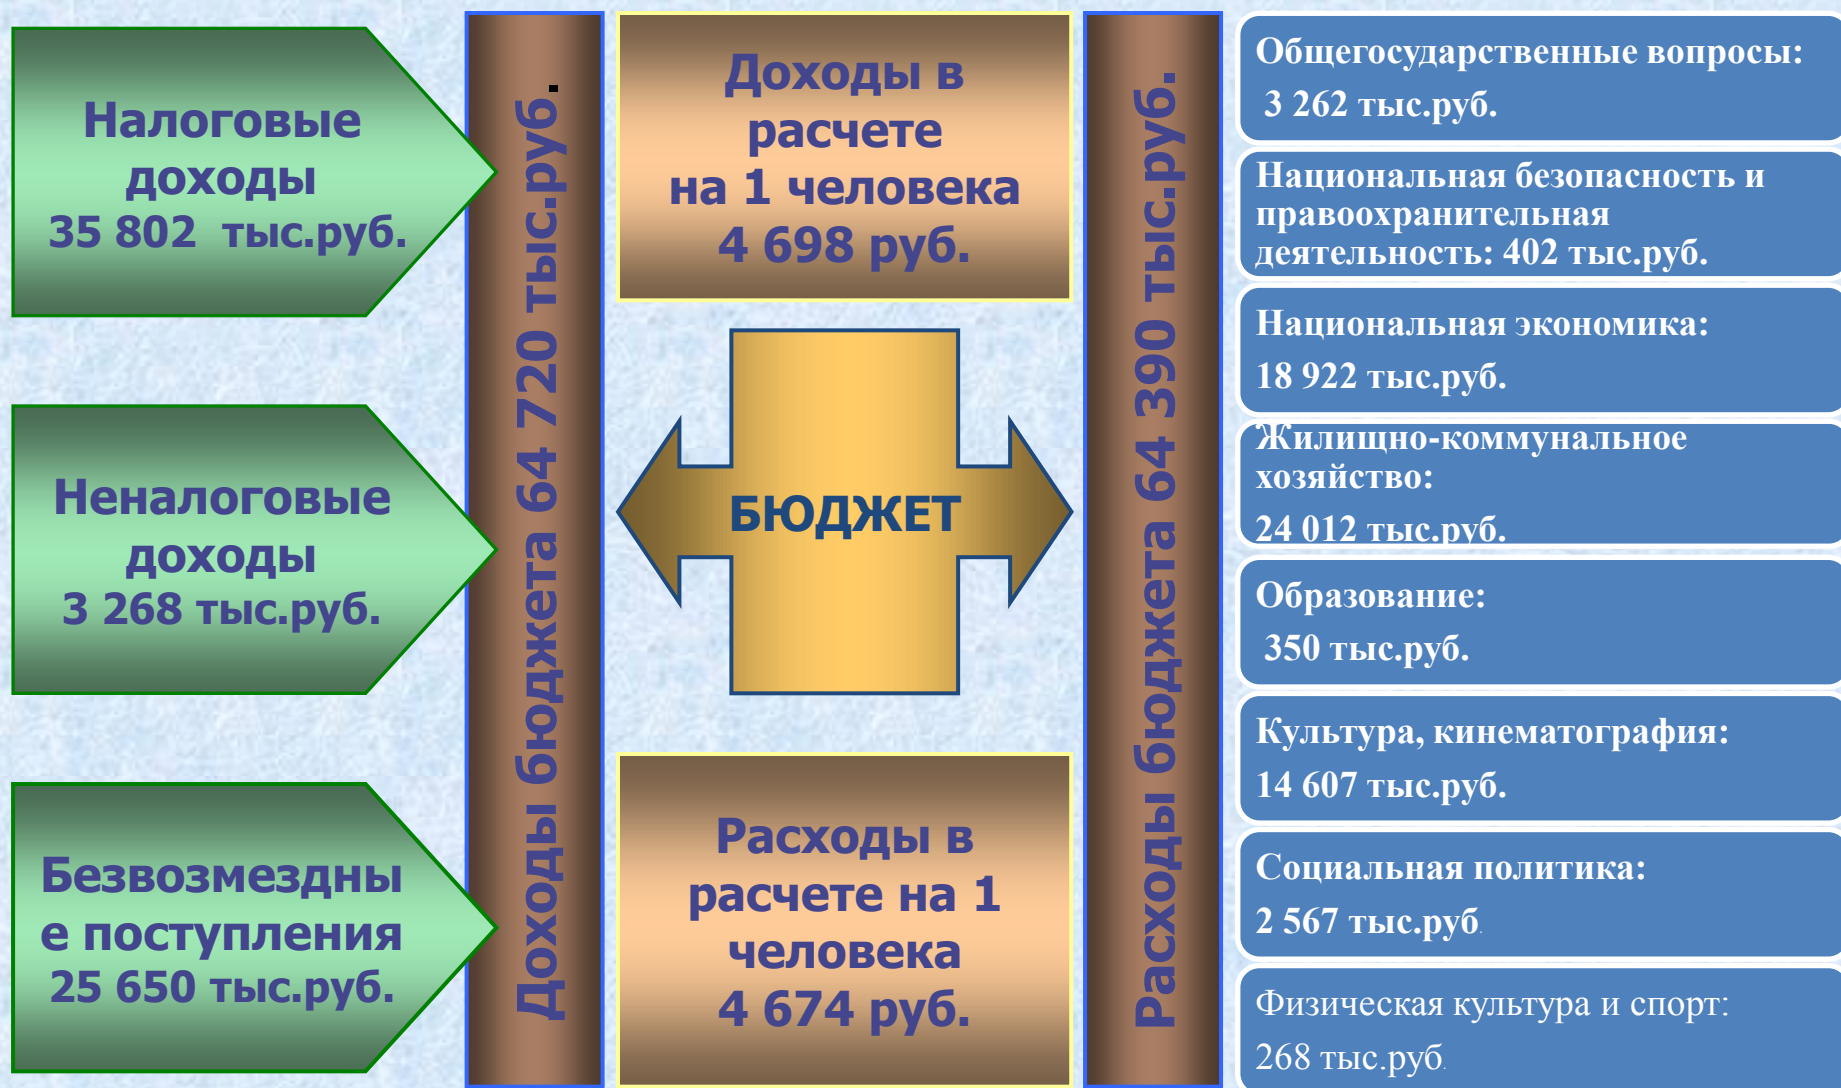 Налоговые
доходы
35 802 тыс.руб.
Неналоговые
доходы
3 268 тыс.руб.
Безвозмездны
е поступления
25 650 тыс.руб.
Доходы бюджета 64 720 тыс.руб.
Доходы в
расчете
на 1 человека
4 698 руб.
БЮДЖЕТ
Расходы в
расчете на 1
человека
4 674 руб.
Расходы бюджета 64 390 тыс.руб.
Общегосударственные вопросы:
3 262 тыс.руб.
Национальная безопасность и
правоохранительная
деятельность: 402 тыс.руб.
Национальная экономика:
18 922 тыс.руб.
Жилищно-коммунальное
хозяйство:
24 012 тыс.руб.
Образование:
350 тыс.руб.
Культура, кинематография:
14 607 тыс.руб.
Социальная политика:
2 567 тыс.руб.
Физическая культура и спорт:
268 тыс.руб.